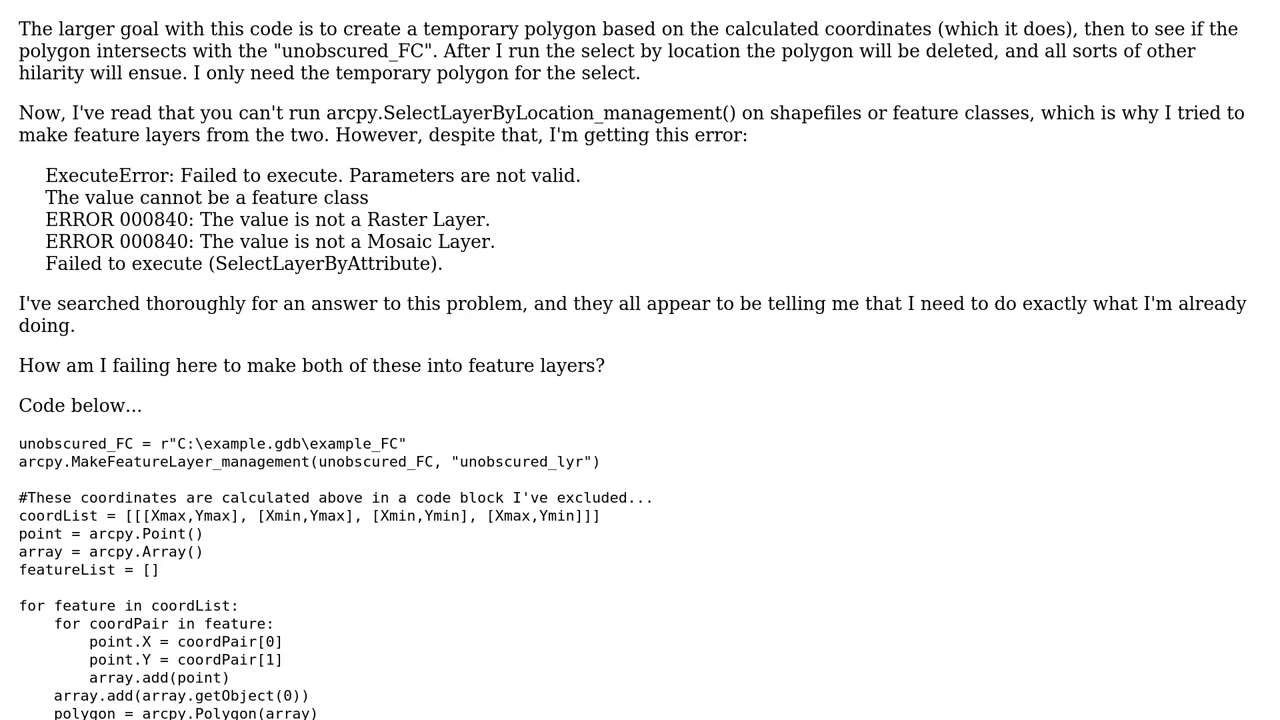 The larger goal with this code is to create a temporary polygon based on the calculated coordinates (which it does), then to see if the
polygon intersects with the "unobscured_FC". After I run the select by location the polygon will be deleted, and all sorts of other
hilarity will ensue. I only need the temporary polygon for the select.
Now, I've read that you can't run arcpy.SelectLayerByLocation_management() on shapefiles or feature classes, which is why I tried to
make feature layers from the two. However, despite that, I'm getting this error:
ExecuteError: Failed to execute. Parameters are not valid.
The value cannot be a feature class
ERROR 000840: The value is not a Raster Layer.
ERROR 000840: The value is not a Mosaic Layer.
Failed to execute (SelectLayerByAttribute).
I've searched thoroughly for an answer to this problem, and they all appear to be telling me that I need to do exactly what I'm already
doing.
How am I failing here to make both of these into feature layers?
Code below...
unobscured_FC = r"C:\example.gdb\example_FC"
arcpy.MakeFeatureLayer_management(unobscured_FC, "unobscured_lyr")
#These coordinates are calculated above in a code block I've excluded...
coordList = [[[Xmax,Ymax], [Xmin,Ymax], [Xmin,Ymin], [Xmax,Ymin]]]
point = arcpy.Point()
array = arcpy.Array()
featureList = []
for feature in coordList:
    for coordPair in feature:
        point.X = coordPair[0]
        point.Y = coordPair[1]
        array.add(point)
    array.add(array.getObject(0))
    polygon = arcpy.Polygon(array)